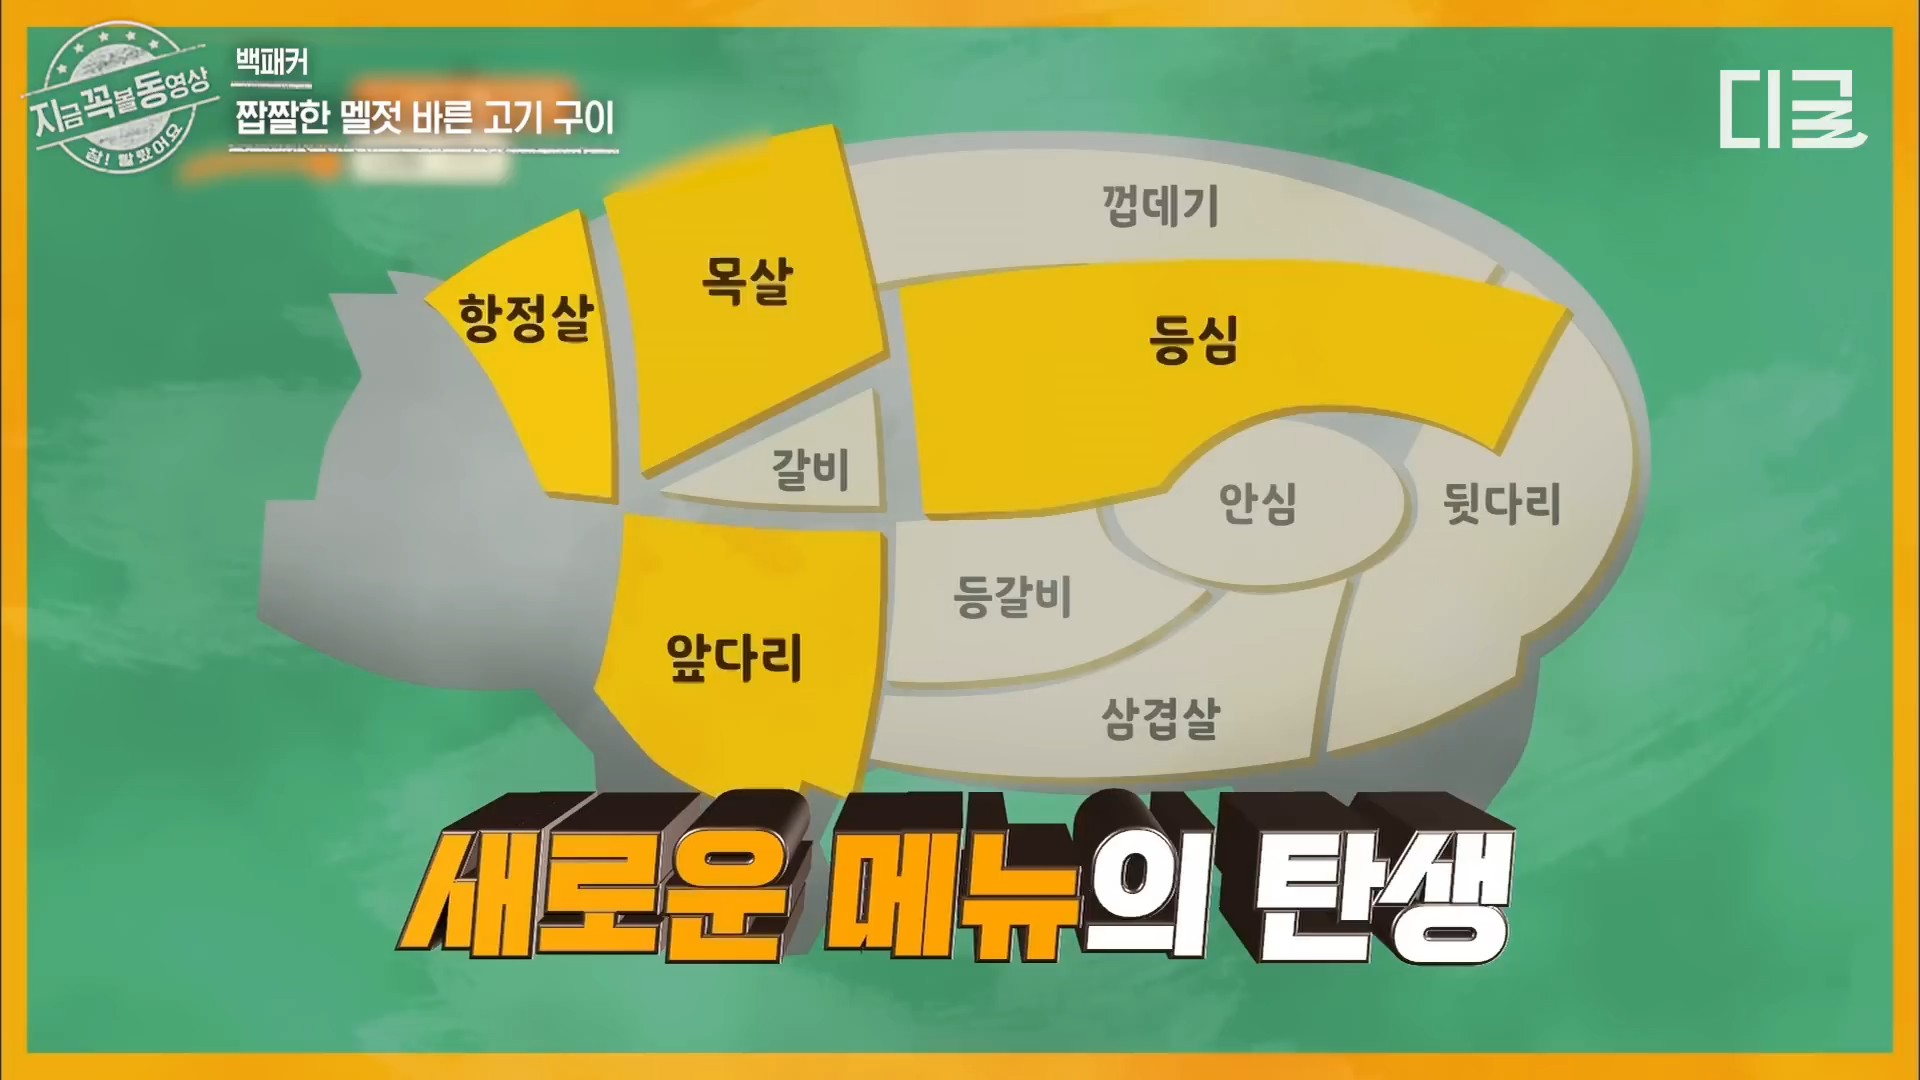 지금 꼭 볼 동영상
참! 잘 봤어요
백패커
짭짤한 멜젓 바른 고기 구이
디글
껍데기
목살
항정살
등심
갈비
안심
뒷다리
등갈비
앞다리
삼겹살
새로운 메뉴의 탄생